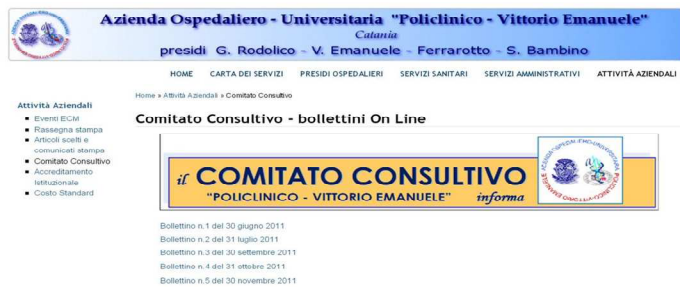 Azienda Ospedaliero - Universitaria "Policlinico - Vittorio Emanuele"
Catania
presidi G. Rodolico - V. Emanuele - Ferrarotto - S. Bambino
HOME CARTA DEI SERVIZI PRESIDI OSPEDALIERI SERVIZI SANITARI SERVIZI AMMINISTRATIVI ATTIVITÀ AZIENDALI
Attività Aziendali
Eventi ECM
Rassegna stampa
Articoli scelti e
comunicati stampa
Comitato Consultivo
Accreditamento
Istituzionale
Costo Standard
Home » Attività Aziendali » Comitato Consultivo
Comitato Consultivo - bollettini On Line
il COMITATO CONSULTIVO
"POLICLINICO - VITTORIO EMANUELE" informa
Bollettino n.1 del 30 giugno 2011
Bollettino n.2 del 31 luglio 2011
Bollettino n.3 del 30 settembre 2011
Bollettino n.4 del 31 ottobre 2011
Bollettino n.5 del 30 novembre 2011